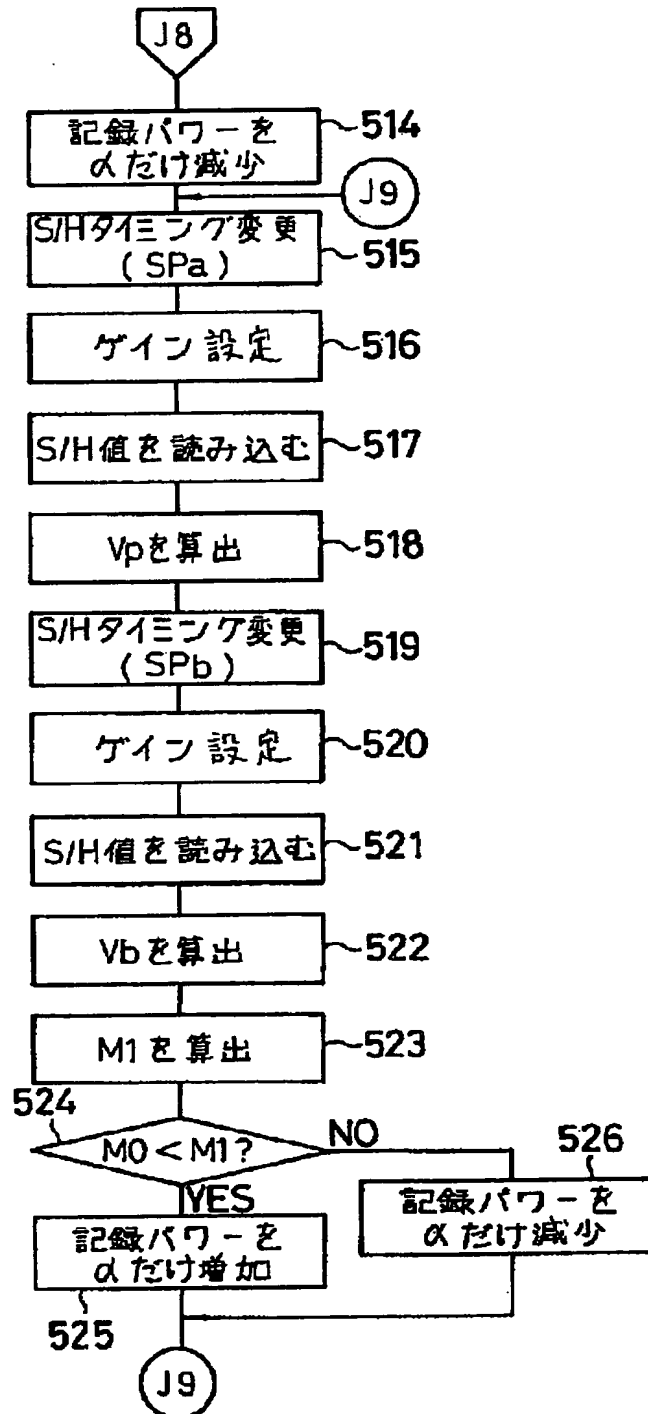 J8
記録パワーを
αだけ減少
514
J9
S/Hタイミング変更
(SPa)
515
ゲイン設定
516
S/H値を読み込む
517
Vpを算出
518
S/Hタイミング変更
(SPb)
519
ゲイン設定
520
S/H値を読み込む
521
Vbを算出
522
M1を算出
523
524
M0<M1?
NO
YES
526
記録パワーを
αだけ減少
記録パワーを
αだけ増加
525
J9